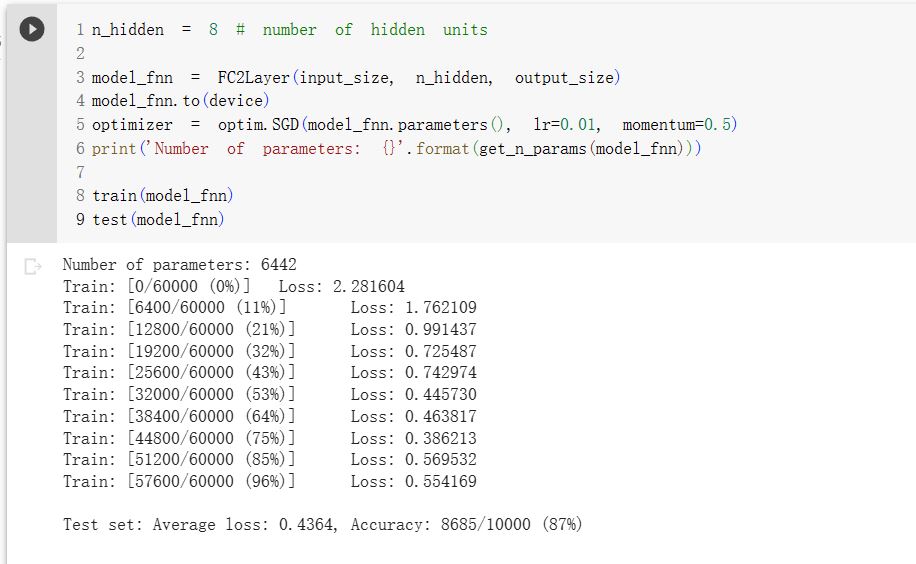 1 n_hidden = 8 # number of hidden units
2
3 model_fnn = FC2Layer(input_size, n_hidden, output_size)
4 model_fnn.to(device)
5 optimizer = optim.SGD(model_fnn.parameters(), lr=0.01, momentum=0.5)
6 print('Number of parameters: {}'.format(get_n_params(model_fnn)))
7
8 train(model_fnn)
9 test(model_fnn)
Number of parameters: 6442
Train: [0/60000 (0%)] Loss: 2.281604
Train: [6400/60000 (11%)] Loss: 1.762109
Train: [12800/60000 (21%)] Loss: 0.991437
Train: [19200/60000 (32%)] Loss: 0.725487
Train: [25600/60000 (43%)] Loss: 0.742974
Train: [32000/60000 (53%)] Loss: 0.445730
Train: [38400/60000 (64%)] Loss: 0.463817
Train: [44800/60000 (75%)] Loss: 0.386213
Train: [51200/60000 (85%)] Loss: 0.569532
Train: [57600/60000 (96%)] Loss: 0.554169
Test set: Average loss: 0.4364, Accuracy: 8685/10000 (87%)